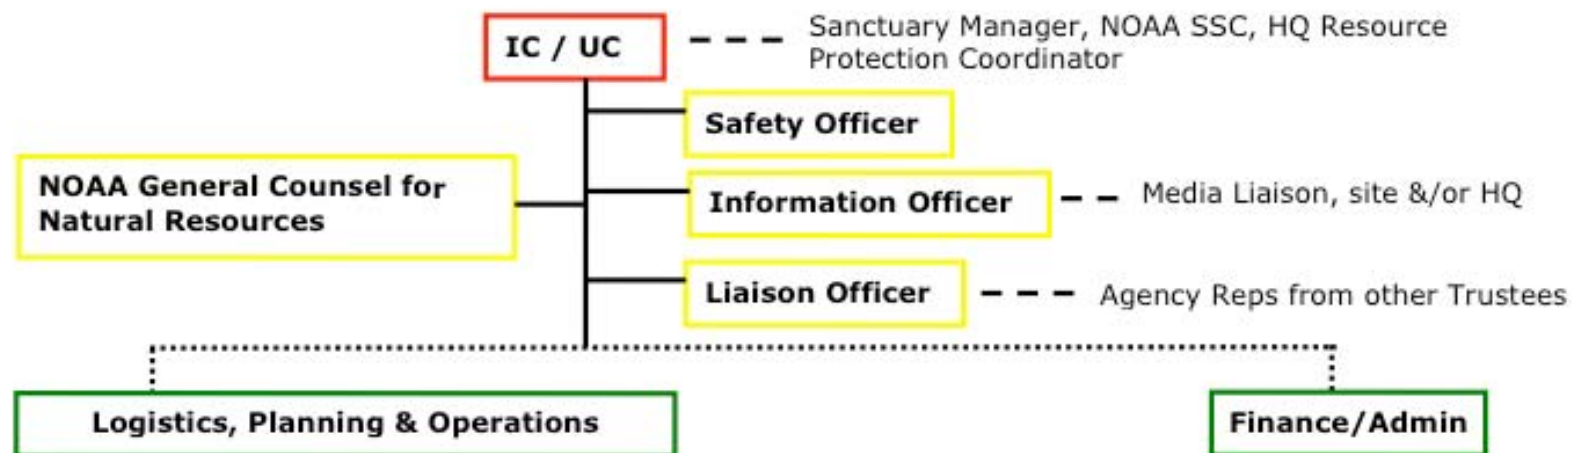 IC / UC
Sanctuary Manager, NOAA SSC, HQ Resource
Protection Coordinator
Safety Officer
NOAA General Counsel for
Natural Resources
Information Officer
Media Liaison, site &/or HQ
Liaison Officer
Agency Reps from other Trustees
Logistics, Planning & Operations
Finance/Admin